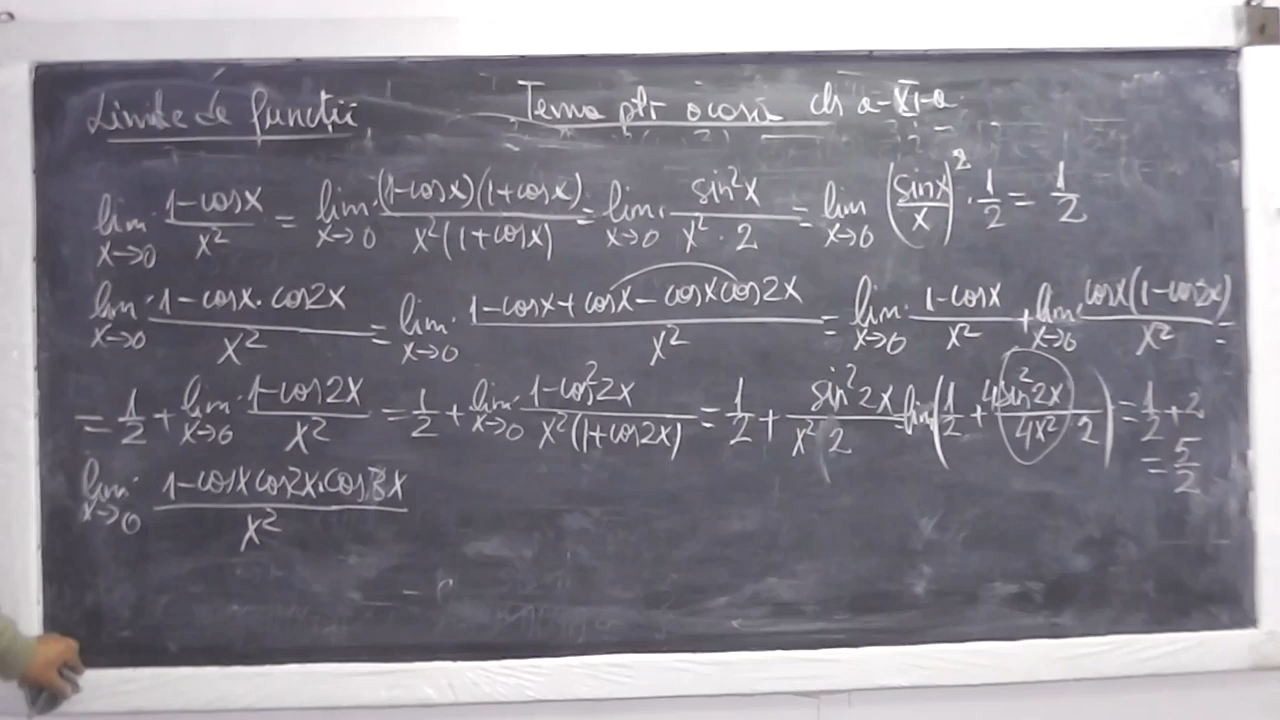 Limite de funcții Tema ptr acasă cls a-XI-a
lim x→0 (1-cosx)/x² = lim x→0 ((1-cosx)(1+cosx))/(x²(1+cosx)) = lim x→0 sin²x/(x²·2) = lim x→0 (sinx/x)²·1/2 = 1/2
lim x→0 (1-cosx·cos2x)/x² = lim x→0 (1-cosx+cosx-cosxcos2x)/x² = lim x→0 (1-cosx)/x² + lim x→0 (cosx(1-cos2x))/x² =
= 1/2 + lim x→0 (1-cos2x)/x² = 1/2 + lim x→0 (1-cos²2x)/(x²(1+cos2x)) = 1/2 + sin²2x/(x² 2) = lim (1/2 + 4sin²2x/(4x² 2)) = 1/2+2
= 5/2
lim x→0 (1-cosxcos2x·cos3x)/x²